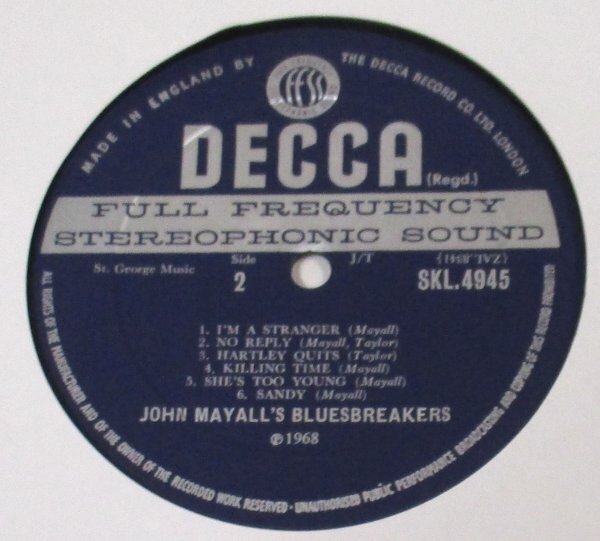 MADE IN ENGLAND BY THE DECCA RECORD CO. LTD. LONDON
FFSS
DECCA (Regd.)
FULL FREQUENCY
STEREOPHONIC SOUND
St. George Music
Side
2
J/T
SKL.4945
1. I'M A STRANGER (Mayall)
2. NO REPLY (Mayall, Taylor)
3. HARTLEY QUITS (Taylor)
4. KILLING TIME (Mayall)
5. SHE'S TOO YOUNG (Mayall)
6. SANDY (Mayall)
JOHN MAYALL'S BLUESBREAKERS
℗1968
ALL RIGHTS OF THE MANUFACTURER AND OF THE OWNER OF THE RECORDED WORK RESERVED · UNAUTHORISED PUBLIC PERFORMANCE BROADCASTING AND COPYING OF THIS RECORD PROHIBITED